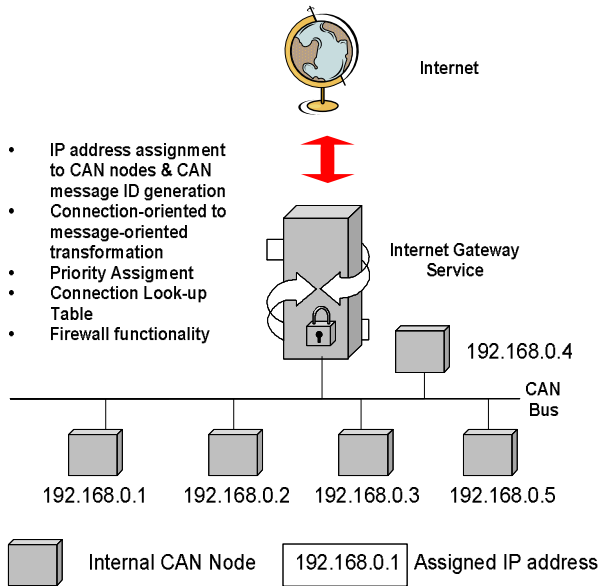 Internet
• IP address assignment
to CAN nodes & CAN
message ID generation
• Connection-oriented to
message-oriented
transformation
• Priority Assigment
• Connection Look-up
Table
• Firewall functionality
Internet Gateway
Service
192.168.0.4
CAN
Bus
192.168.0.1
192.168.0.2
192.168.0.3
192.168.0.5
Internal CAN Node
192.168.0.1
Assigned IP address